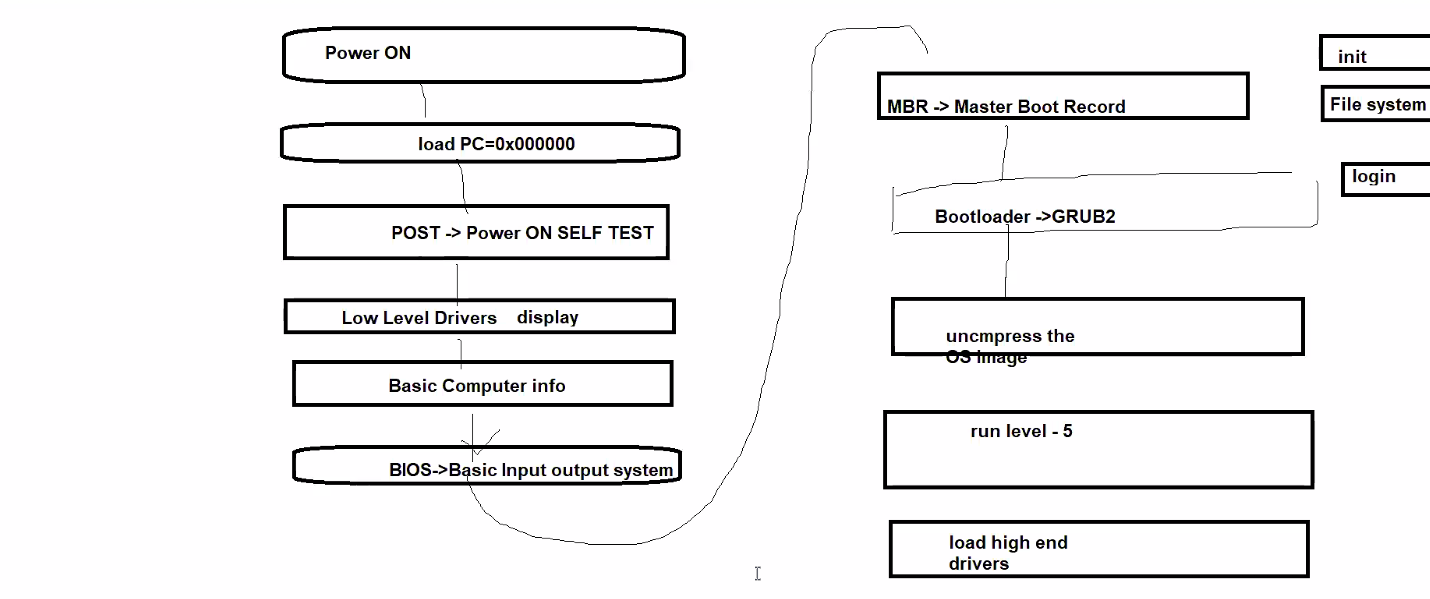 Power ON
load PC=0x000000
POST -> Power ON SELF TEST
Low Level Drivers display
Basic Computer info
BIOS->Basic Input output system
MBR -> Master Boot Record
Bootloader ->GRUB2
uncmpress the
OS image
run level - 5
load high end
drivers
init
File system
login